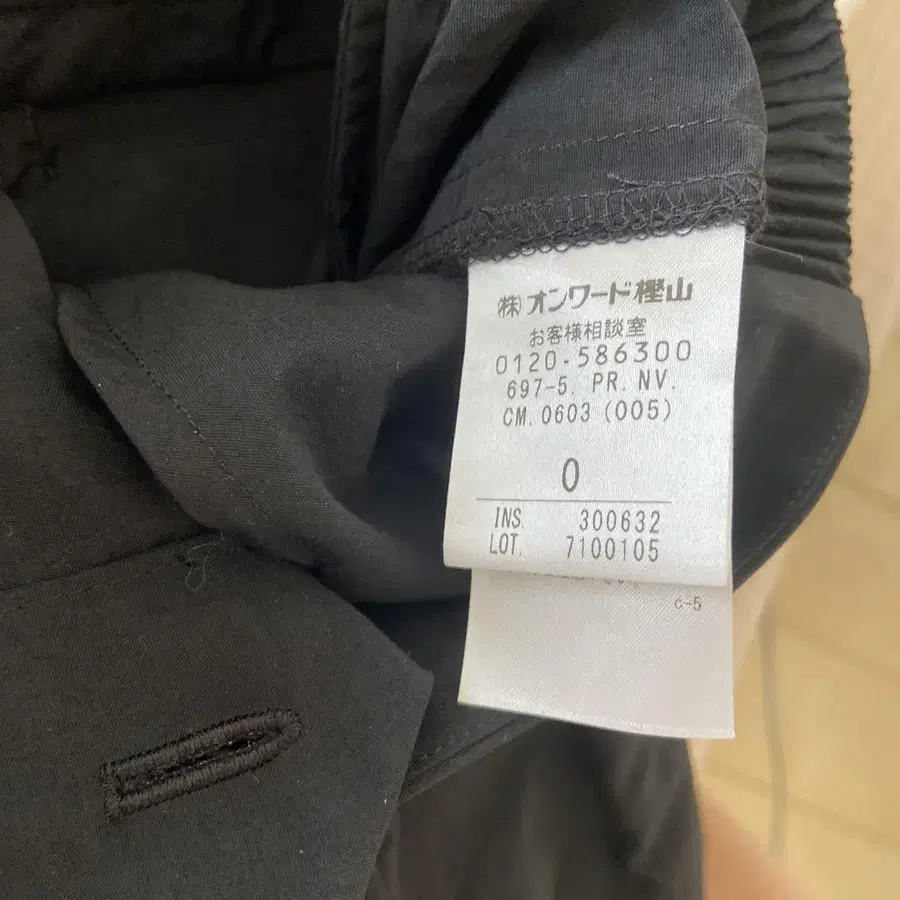 (株)オンワード樫山
お客様相談室
0120-586300
697-5. PR. NV.
CM. 0603 (005)
0
INS. 300632
LOT. 7100105
c-5